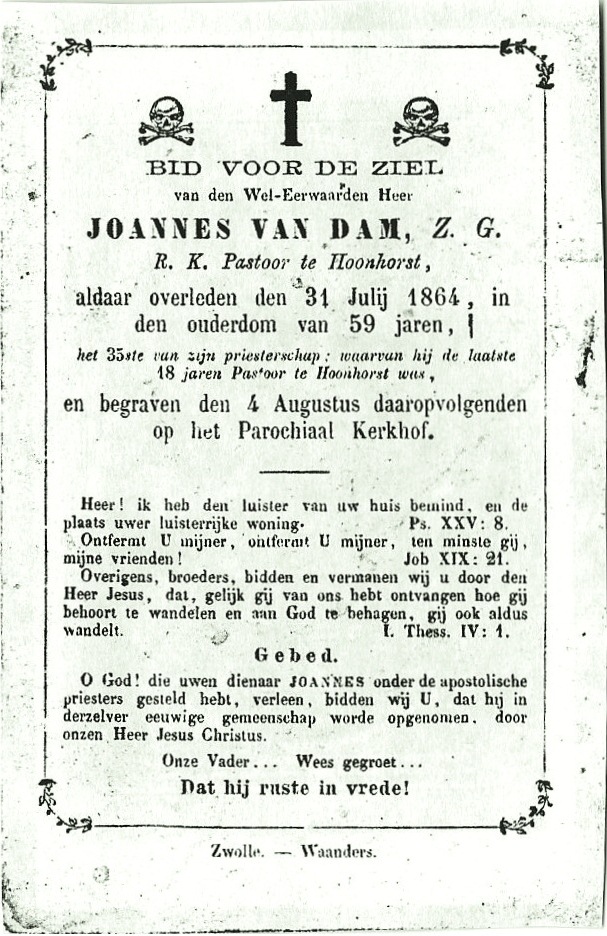 BID VOOR DE ZIEL
van den Wel-Eerwaarden Heer
JOANNES VAN DAM, Z. G.
R. K. Pastoor te Hoonhorst,
aldaar overleden den 31 Julij 1864, in
den ouderdom van 59 jaren,
het 35ste van zijn priesterschap: waarvan hij de laatste
18 jaren Pastoor te Hoonhorst was,
en begraven den 4 Augustus daaropvolgenden
op het Parochiaal Kerkhof.
Heer! ik heb den luister van uw huis bemind, en de
plaats uwer luisterrijke woning. Ps. XXV: 8.
Ontfermt U mijner, ontfermt U mijner, ten minste gij,
mijne vrienden! Job XIX: 21.
Overigens, broeders, bidden en vermanen wij u door den
Heer Jesus, dat, gelijk gij van ons hebt ontvangen hoe gij
behoort te wandelen en aan God te behagen, gij ook aldus
wandelt. I. Thess. IV: 1.
Gebed.
O God! die uwen dienaar JOANNES onder de apostolische
priesters gesteld hebt, verleen, bidden wij U, dat hij in
derzelver eeuwige gemeenschap worde opgenomen. door
onzen Heer Jesus Christus.
Onze Vader... Wees gegroet...
Dat hij ruste in vrede!
Zwolle. — Waanders.